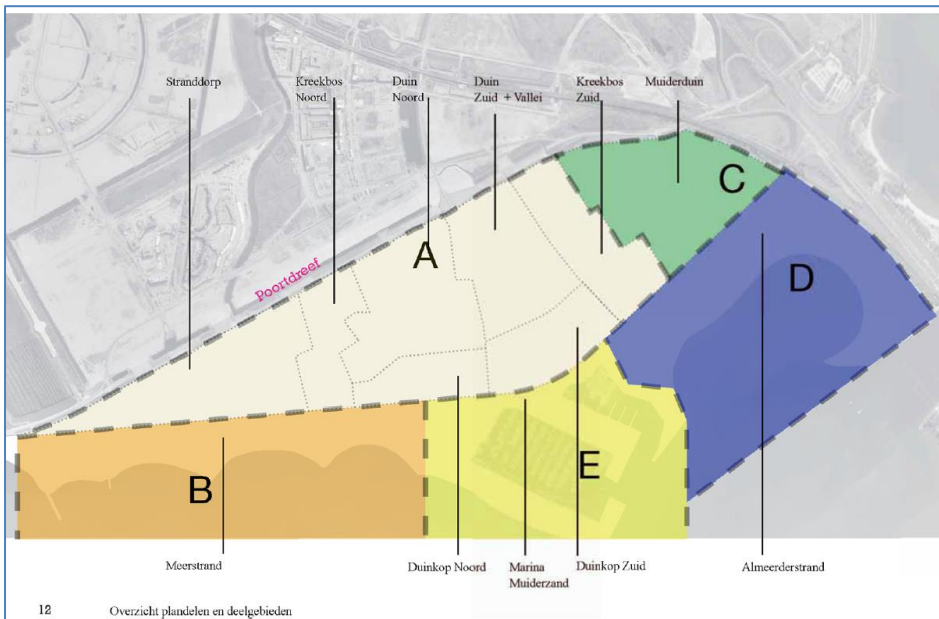 Stranddorp
Kreekbos
Noord
Duin
Noord
Duin
Zuid + Vallei
Kreekbos
Zuid
Muiderduin
C
A
D
Poortdreef
B
E
Meerstrand
Duinkop Noord
Marina
Muiderzand
Duinkop Zuid
Almeerderstrand
12 Overzicht plandelen en deelgebieden